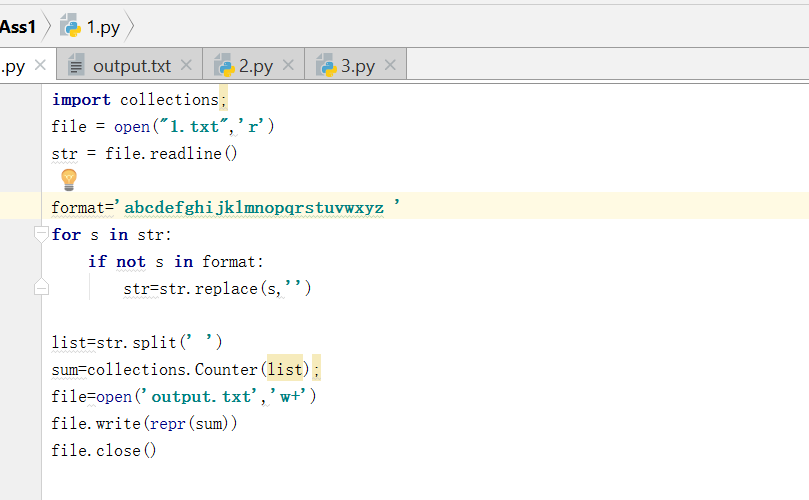 Ass1 1.py
.py output.txt 2.py 3.py
import collections;
file = open("1.txt",'r')
str = file.readline()
format='abcdefghijklmnopqrstuvwxyz '
for s in str:
    if not s in format:
        str=str.replace(s,'')
list=str.split(' ')
sum=collections.Counter(list);
file=open('output.txt','w+')
file.write(repr(sum))
file.close()